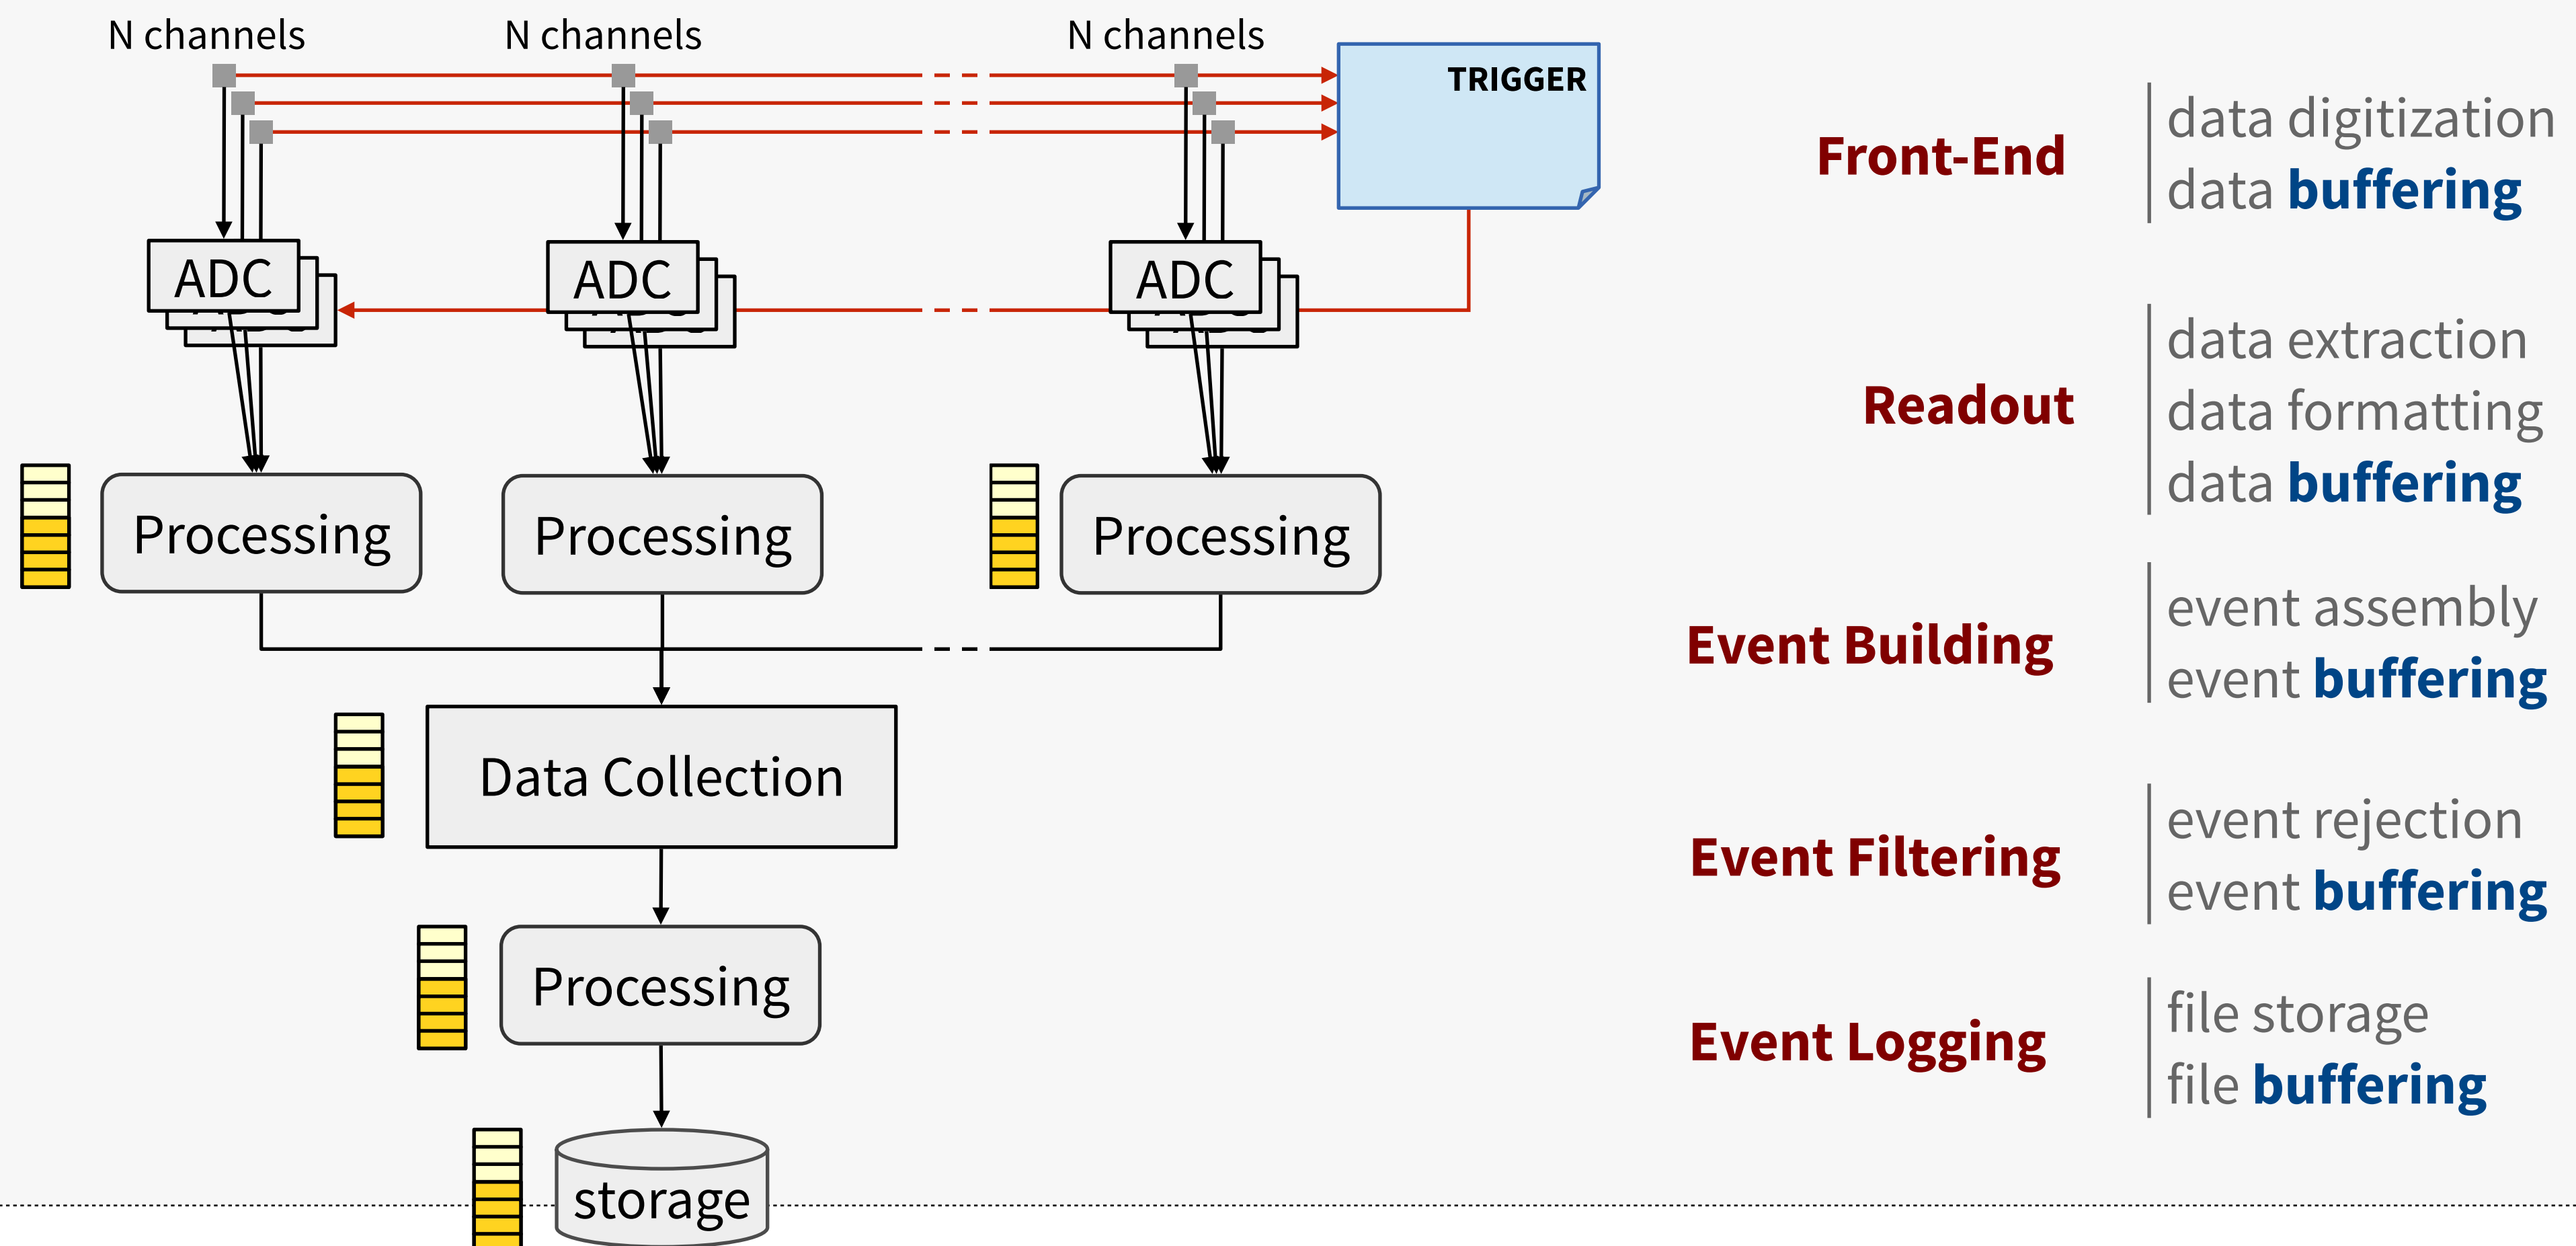 N channels
N channels
N channels
TRIGGER
ADC
ADC
ADC
Processing
Processing
Processing
Data Collection
Processing
storage
Front-End
data digitization
data buffering
Readout
data extraction
data formatting
data buffering
Event Building
event assembly
event buffering
Event Filtering
event rejection
event buffering
Event Logging
file storage
file buffering